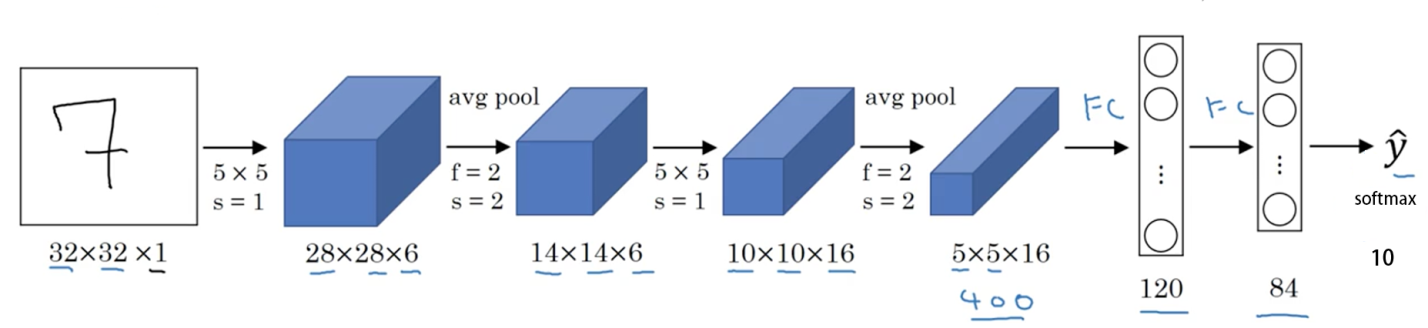 7
5 × 5
s = 1
avg pool
f = 2
s = 2
5 × 5
s = 1
avg pool
f = 2
s = 2
FC
FC
⋮
⋮
ŷ
softmax
10
32×32 ×1
28×28×6
14×14×6
10×10×16
5×5×16
400
120
84